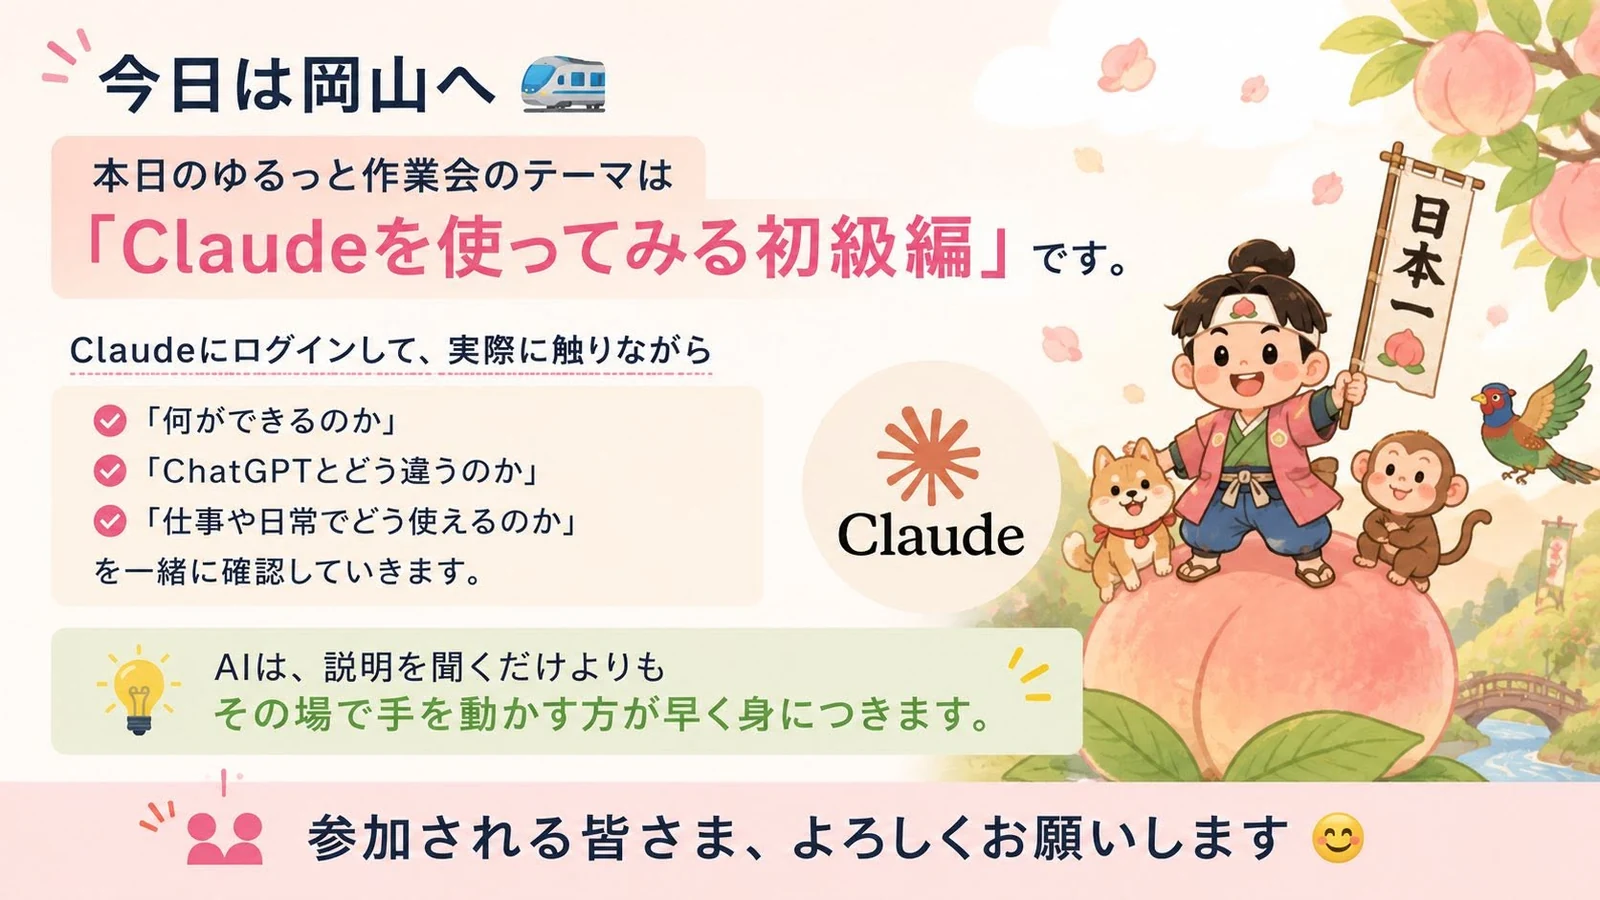 今日は岡山へ 🚅
本日のゆるっと作業会のテーマは
「Claudeを使ってみる初級編」です。
Claudeにログインして、実際に触りながら
「何ができるのか」
「ChatGPTとどう違うのか」
「仕事や日常でどう使えるのか」
を一緒に確認していきます。
Claude
日本一
AIは、説明を聞くだけよりも
その場で手を動かす方が早く身につきます。
参加される皆さま、よろしくお願いします 😊